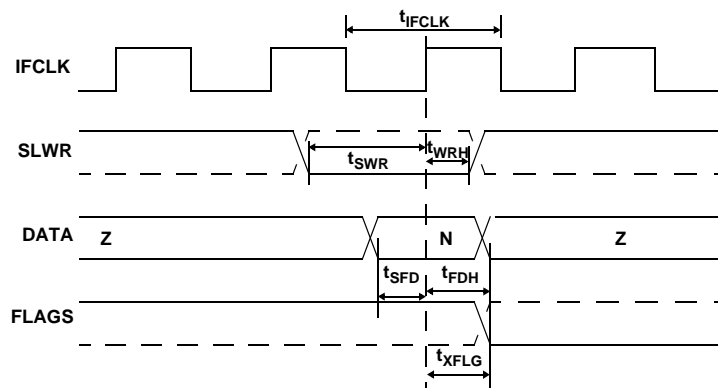 tIFCLK
IFCLK
SLWR
tSWR
tWRH
DATA
Z
N
Z
tSFD
tFDH
FLAGS
tXFLG